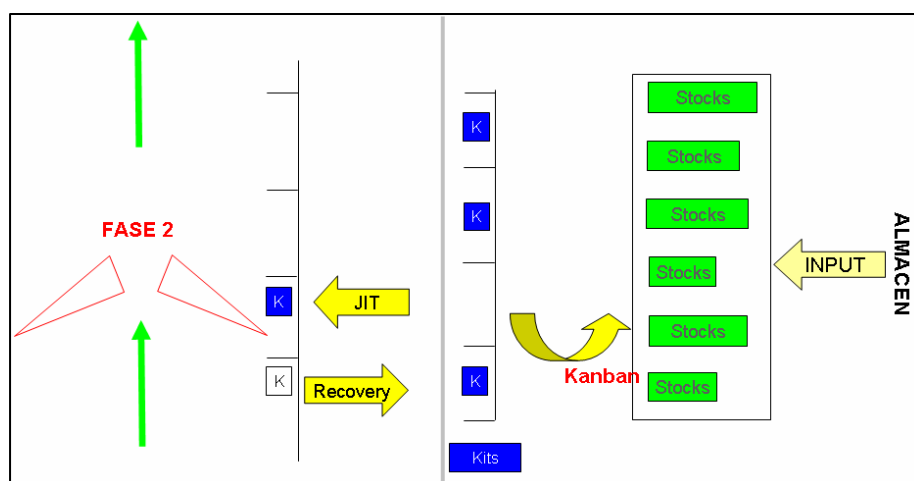 FASE 2
K
JIT
K
Recovery
K
K
K
Kits
Kanban
Stocks
Stocks
Stocks
Stocks
Stocks
Stocks
INPUT
ALMACEN